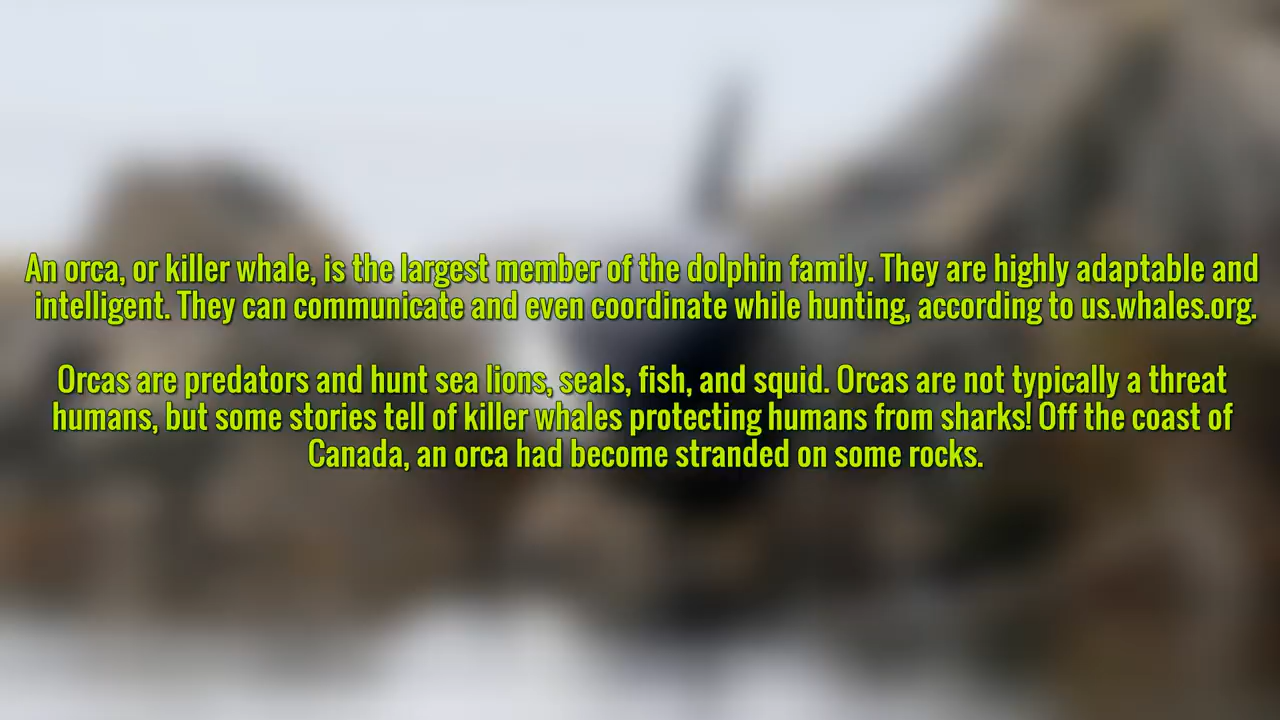 An orca, or killer whale, is the largest member of the dolphin family. They are highly adaptable and
intelligent. They can communicate and even coordinate while hunting, according to us.whales.org.
Orcas are predators and hunt sea lions, seals, fish, and squid. Orcas are not typically a threat
humans, but some stories tell of killer whales protecting humans from sharks! Off the coast of
Canada, an orca had become stranded on some rocks.